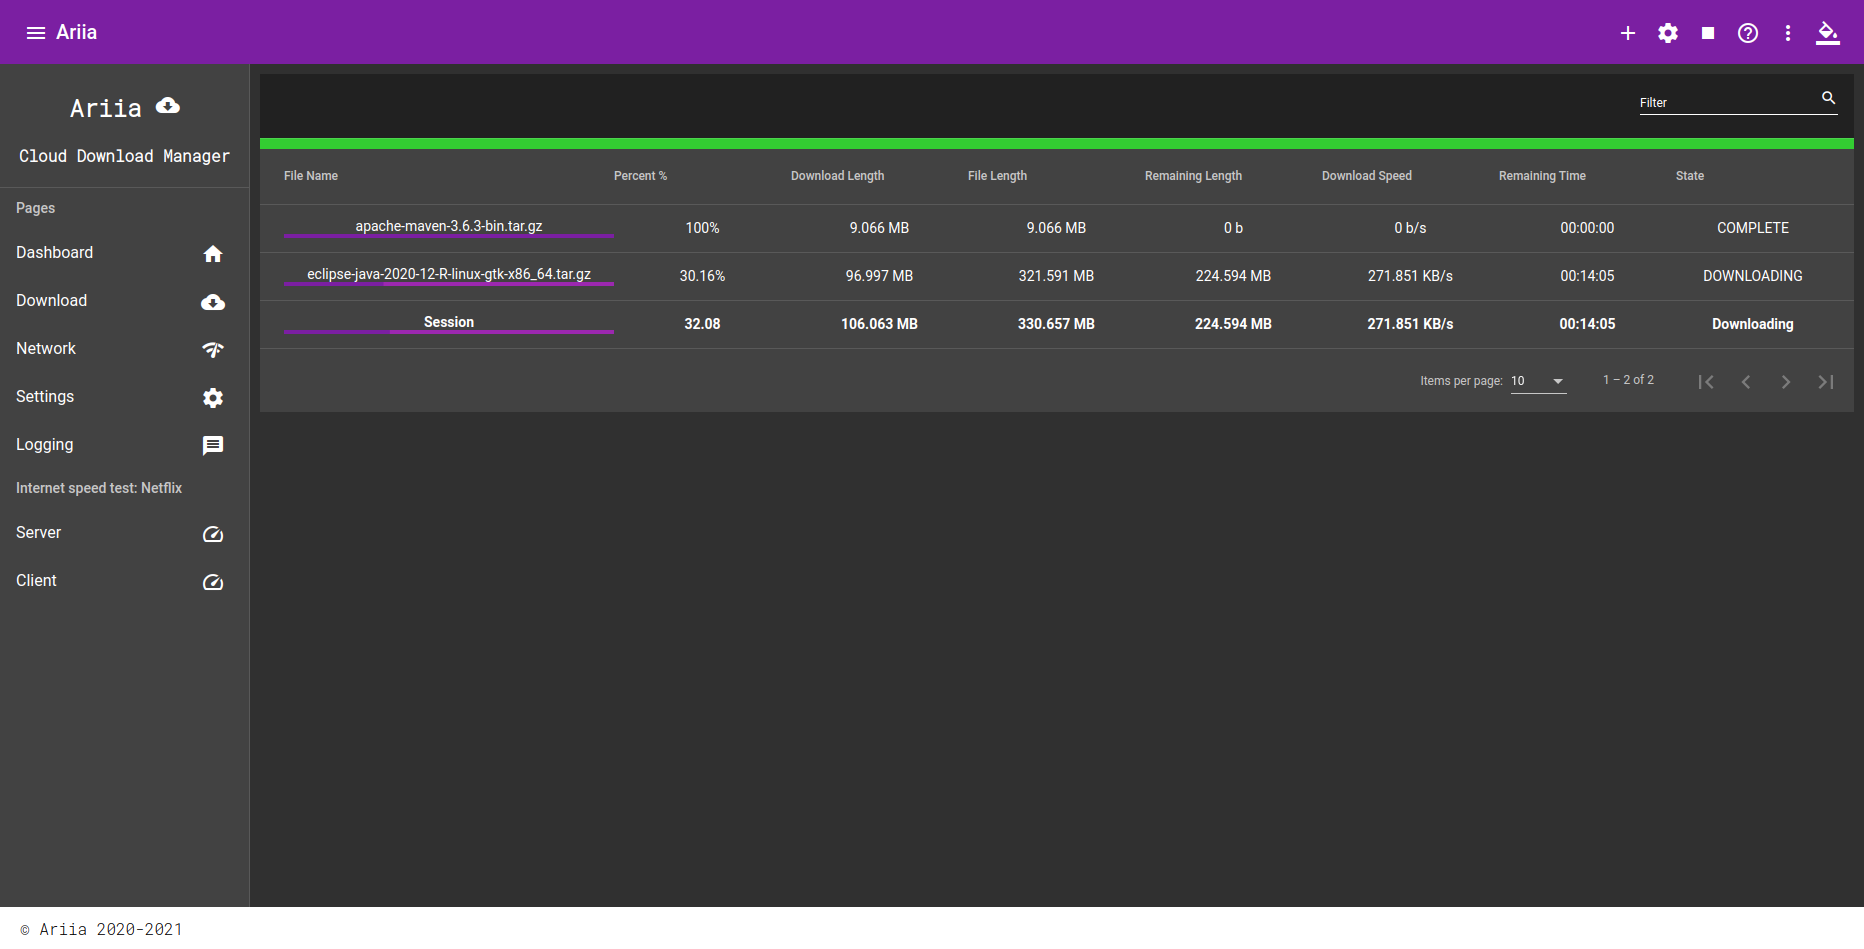 Ariia
Ariia
Cloud Download Manager
Pages
Dashboard
Download
Network
Settings
Logging
Internet speed test: Netflix
Server
Client
Filter
File Name Percent % Download Length File Length Remaining Length Download Speed Remaining Time State
apache-maven-3.6.3-bin.tar.gz 100% 9.066 MB 9.066 MB 0 b 0 b/s 00:00:00 COMPLETE
eclipse-java-2020-12-R-linux-gtk-x86_64.tar.gz 30.16% 96.997 MB 321.591 MB 224.594 MB 271.851 KB/s 00:14:05 DOWNLOADING
Session 32.08 106.063 MB 330.657 MB 224.594 MB 271.851 KB/s 00:14:05 Downloading
Items per page: 10 1 – 2 of 2
© Ariia 2020-2021